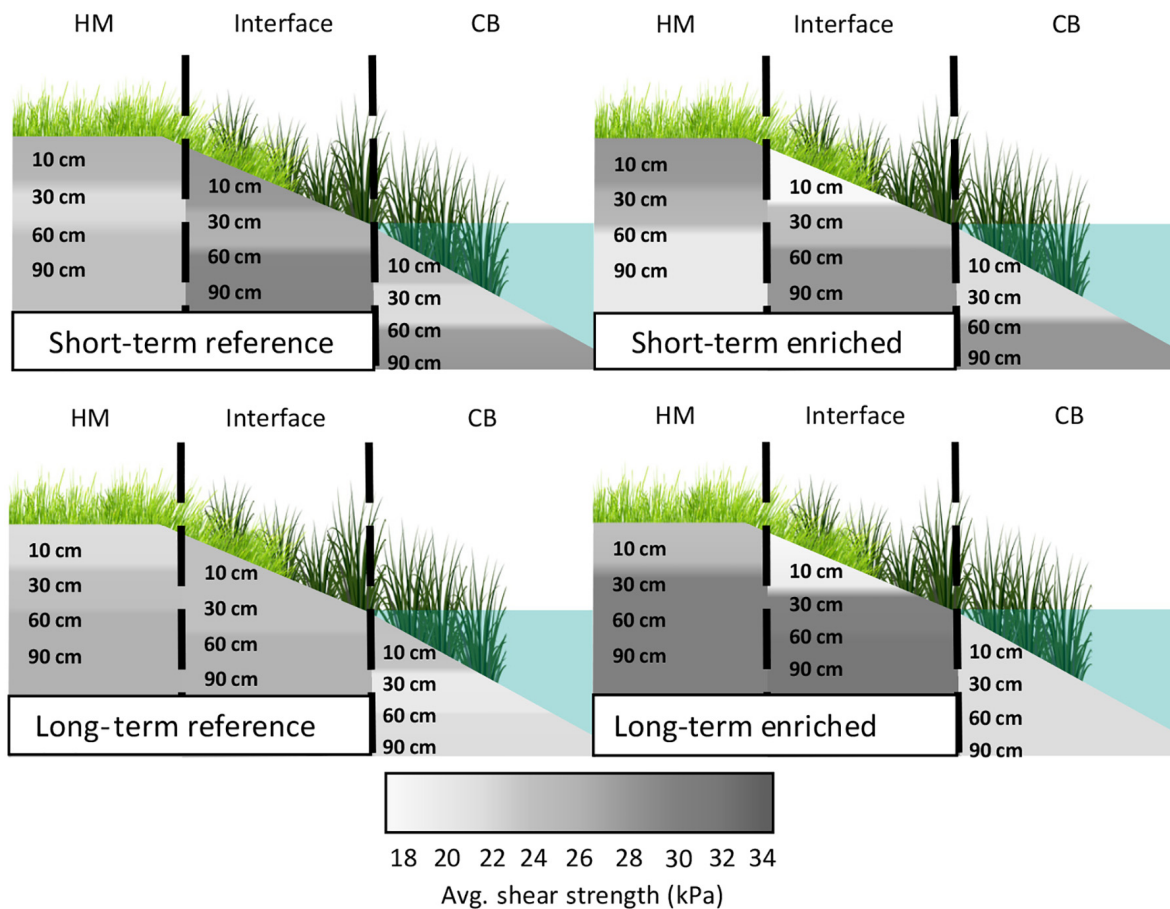 HM Interface CB
10 cm
30 cm
60 cm
90 cm
10 cm
30 cm
60 cm
90 cm
10 cm
30 cm
60 cm
90 cm
Short-term reference
HM Interface CB
10 cm
30 cm
60 cm
90 cm
10 cm
30 cm
60 cm
90 cm
10 cm
30 cm
60 cm
90 cm
Short-term enriched
HM Interface CB
10 cm
30 cm
60 cm
90 cm
10 cm
30 cm
60 cm
90 cm
10 cm
30 cm
60 cm
90 cm
Long-term reference
HM Interface CB
10 cm
30 cm
60 cm
90 cm
10 cm
30 cm
60 cm
90 cm
10 cm
30 cm
60 cm
90 cm
Long-term enriched
18 20 22 24 26 28 30 32 34
Avg. shear strength (kPa)